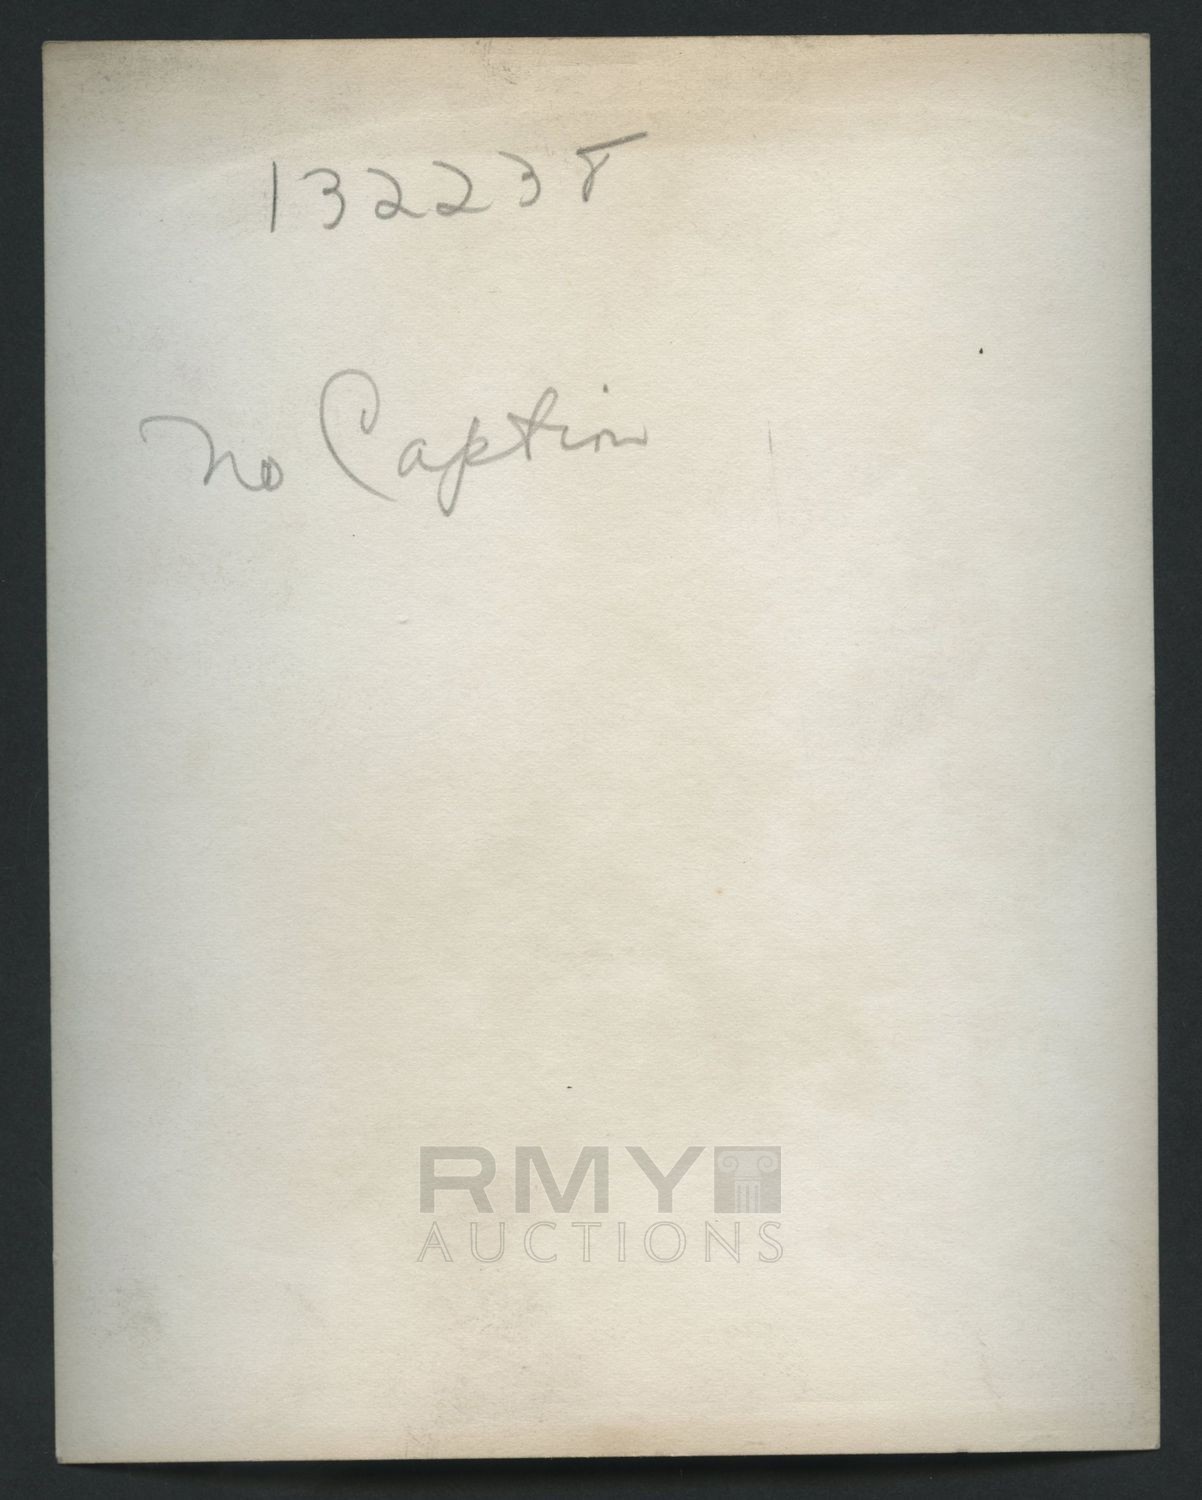 132238
No Caption
RMY
AUCTIONS